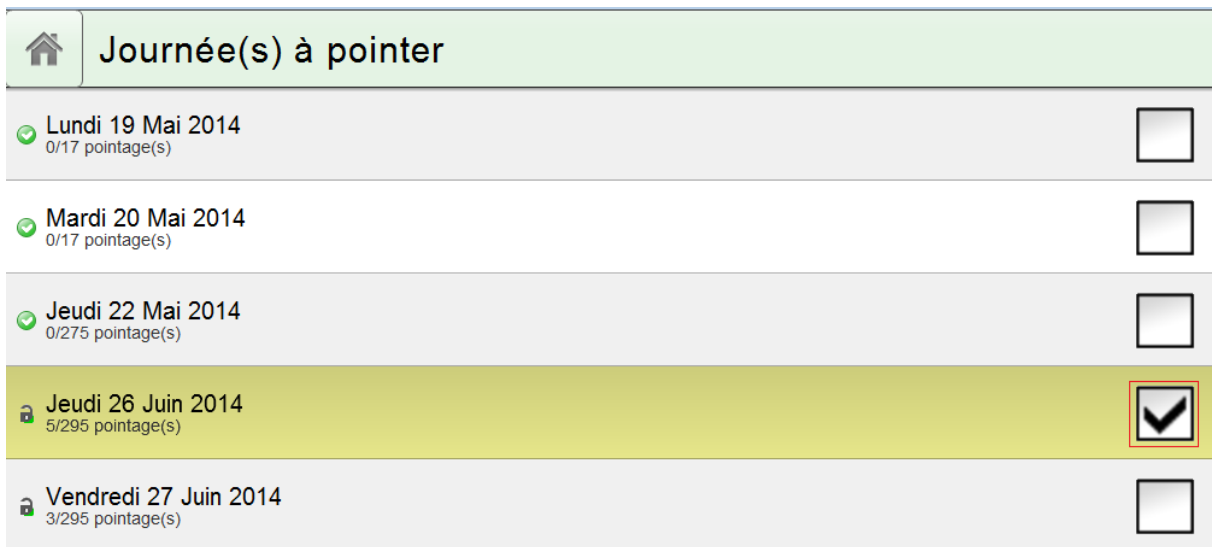 Journée(s) à pointer
Lundi 19 Mai 2014
0/17 pointage(s)
Mardi 20 Mai 2014
0/17 pointage(s)
Jeudi 22 Mai 2014
0/275 pointage(s)
Jeudi 26 Juin 2014
5/295 pointage(s)
Vendredi 27 Juin 2014
3/295 pointage(s)